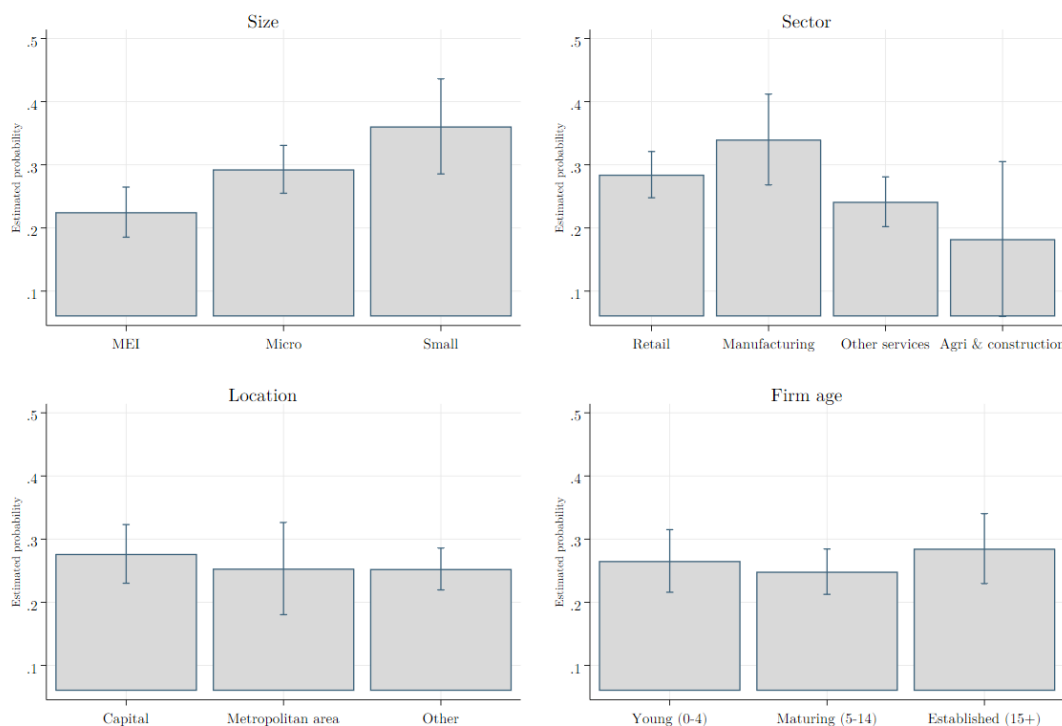 Size
Estimated probability
.5
.4
.3
.2
.1
MEI Micro Small
Sector
Estimated probability
.5
.4
.3
.2
.1
Retail Manufacturing Other services Agri & construction
Location
Estimated probability
.5
.4
.3
.2
.1
Capital Metropolitan area Other
Firm age
Estimated probability
.5
.4
.3
.2
.1
Young (0-4) Maturing (5-14) Established (15+)